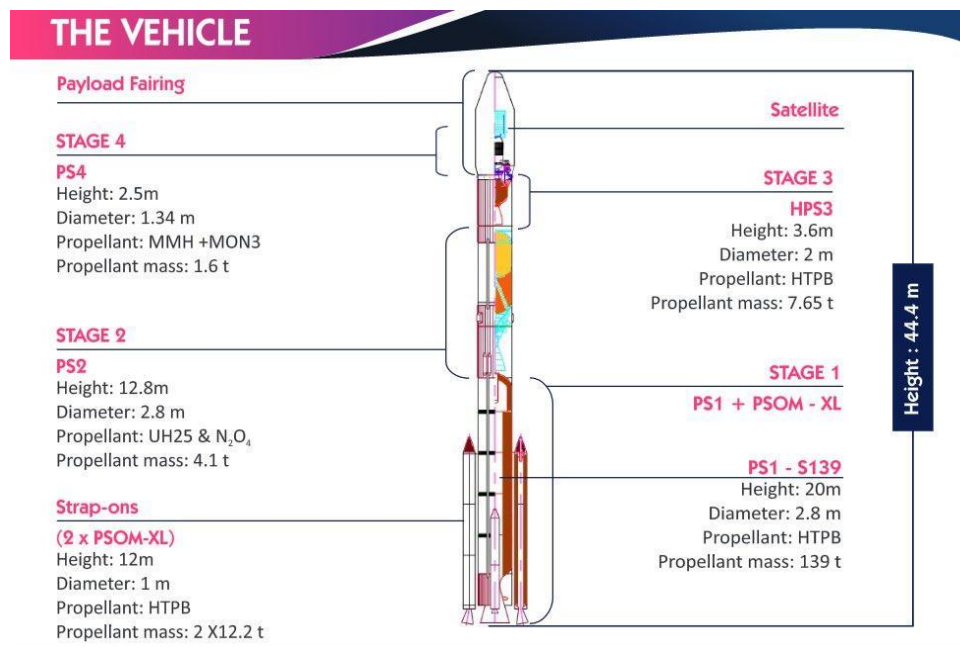 THE VEHICLE
Payload Fairing
STAGE 4
PS4
Height: 2.5m
Diameter: 1.34 m
Propellant: MMH +MON3
Propellant mass: 1.6 t
STAGE 2
PS2
Height: 12.8m
Diameter: 2.8 m
Propellant: UH25 & N₂O₄
Propellant mass: 4.1 t
Strap-ons
(2 x PSOM-XL)
Height: 12m
Diameter: 1 m
Propellant: HTPB
Propellant mass: 2 X12.2 t
Satellite
STAGE 3
HPS3
Height: 3.6m
Diameter: 2 m
Propellant: HTPB
Propellant mass: 7.65 t
STAGE 1
PS1 + PSOM - XL
PS1 - S139
Height: 20m
Diameter: 2.8 m
Propellant: HTPB
Propellant mass: 139 t
Height : 44.4 m